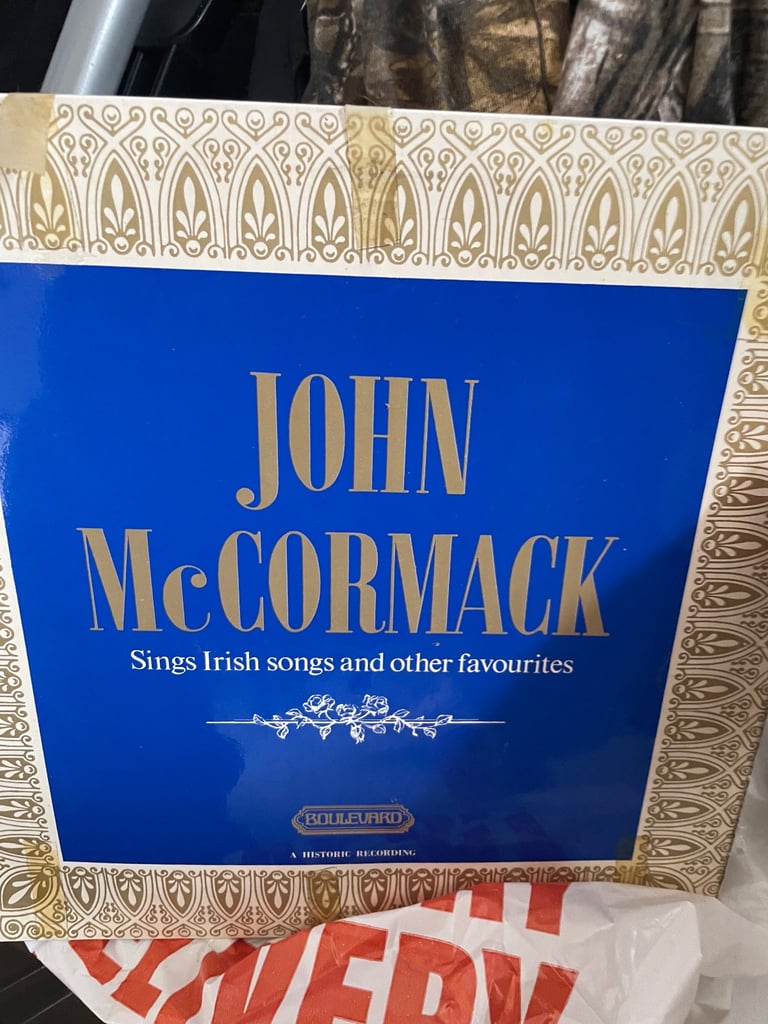 JOHN
McCORMACK
Sings Irish songs and other favourites
BOULEVARD
A HISTORIC RECORDING